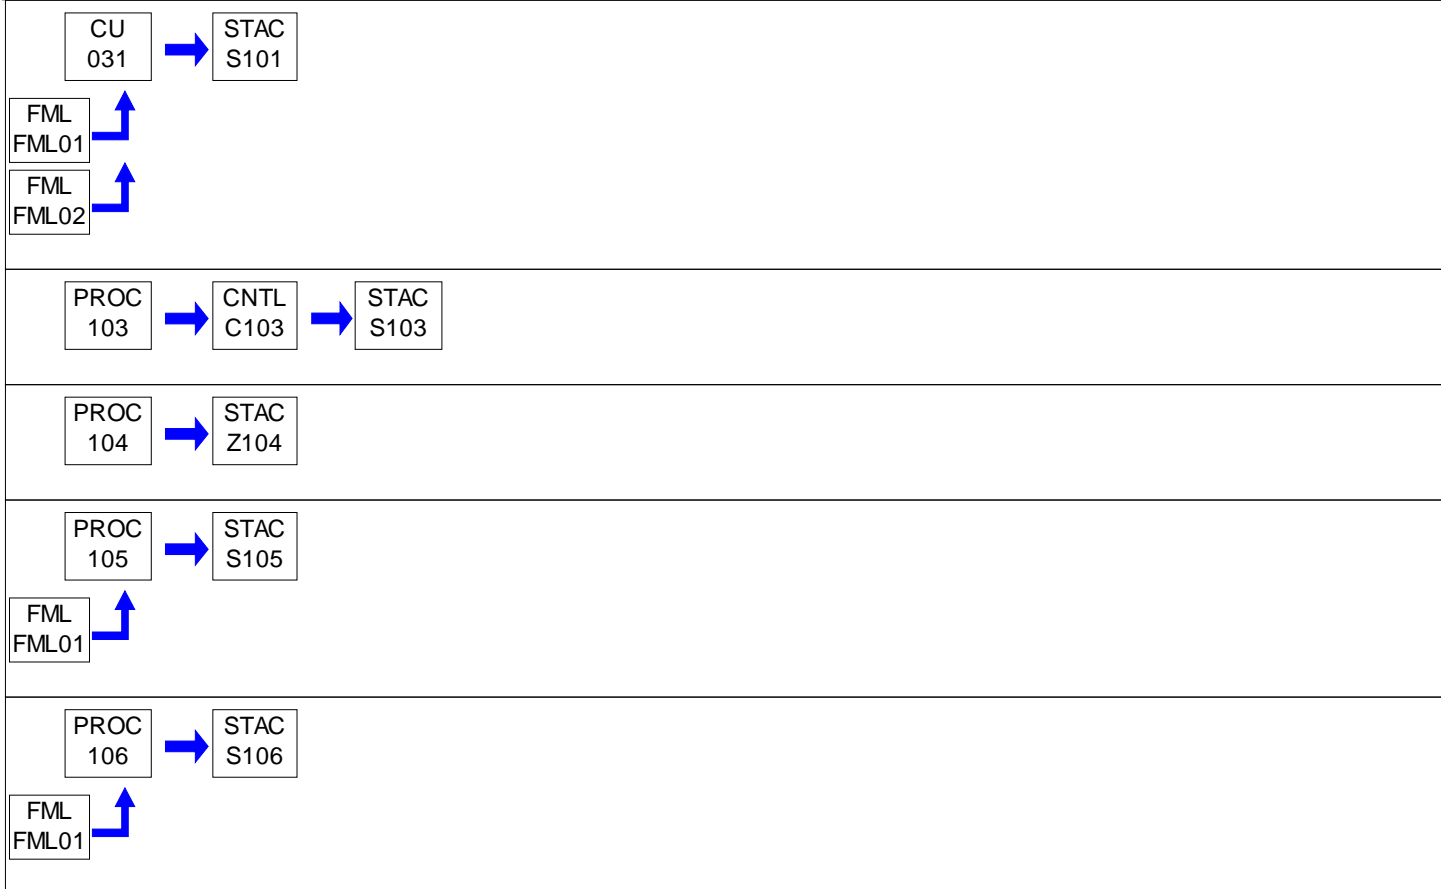 CU
031
STAC
S101
FML
FML01
FML
FML02
PROC
103
CNTL
C103
STAC
S103
PROC
104
STAC
Z104
PROC
105
STAC
S105
FML
FML01
PROC
106
STAC
S106
FML
FML01